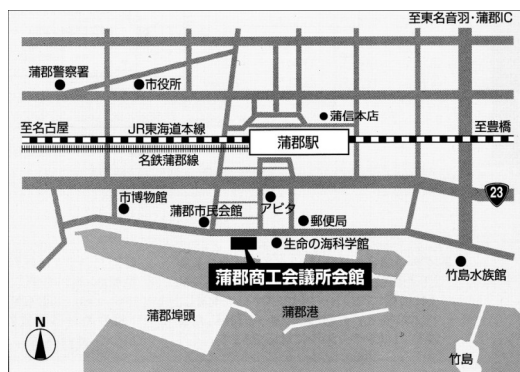 至東名音羽・蒲郡IC
蒲郡警察署
市役所
蒲信本店
至名古屋
JR東海道本線
蒲郡駅
至豊橋
名鉄蒲郡線
23
市博物館
アピタ
蒲郡市民会館
郵便局
生命の海科学館
蒲郡商工会議所会館
竹島水族館
蒲郡埠頭
蒲郡港
N
竹島